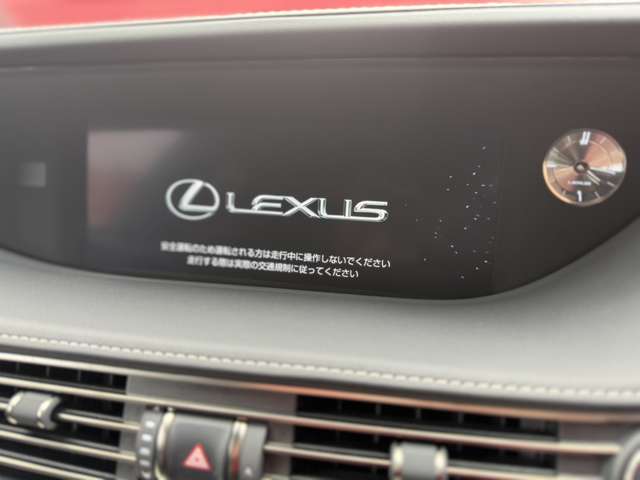 LEXUS
安全運転のため運転される方は走行中に操作しないでください
走行する際は実際の交通規制に従ってください
LEXUS